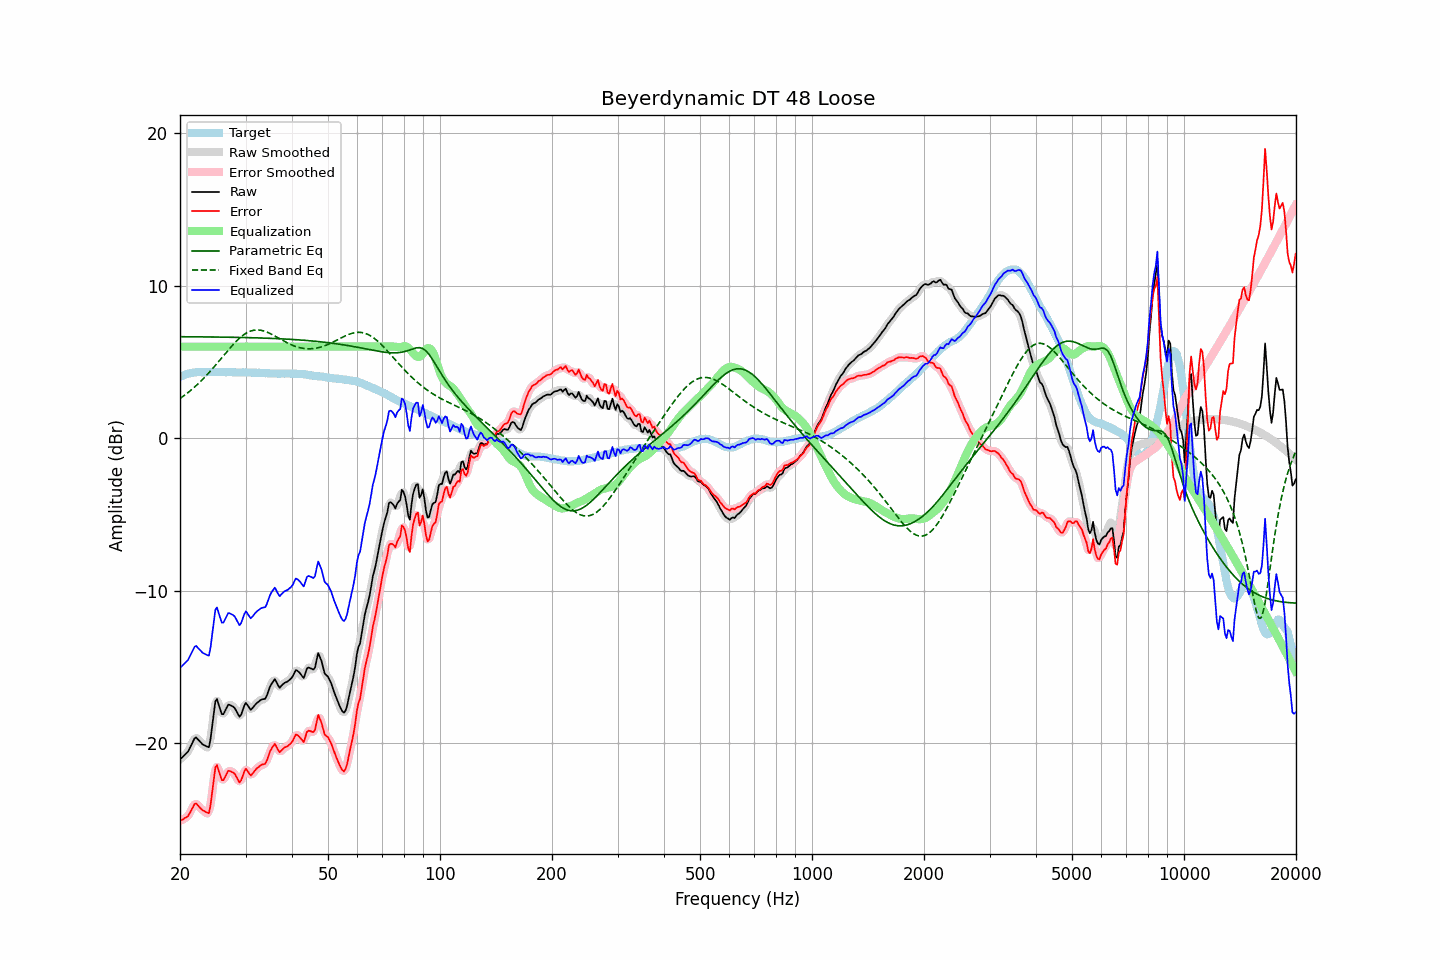 Beyerdynamic DT 48 Loose
Target
Raw Smoothed
Error Smoothed
Raw
Error
Equalization
Parametric Eq
Fixed Band Eq
Equalized
Amplitude (dBr)
20
10
0
−10
−20
20 50 100 200 500 1000 2000 5000 10000 20000
Frequency (Hz)